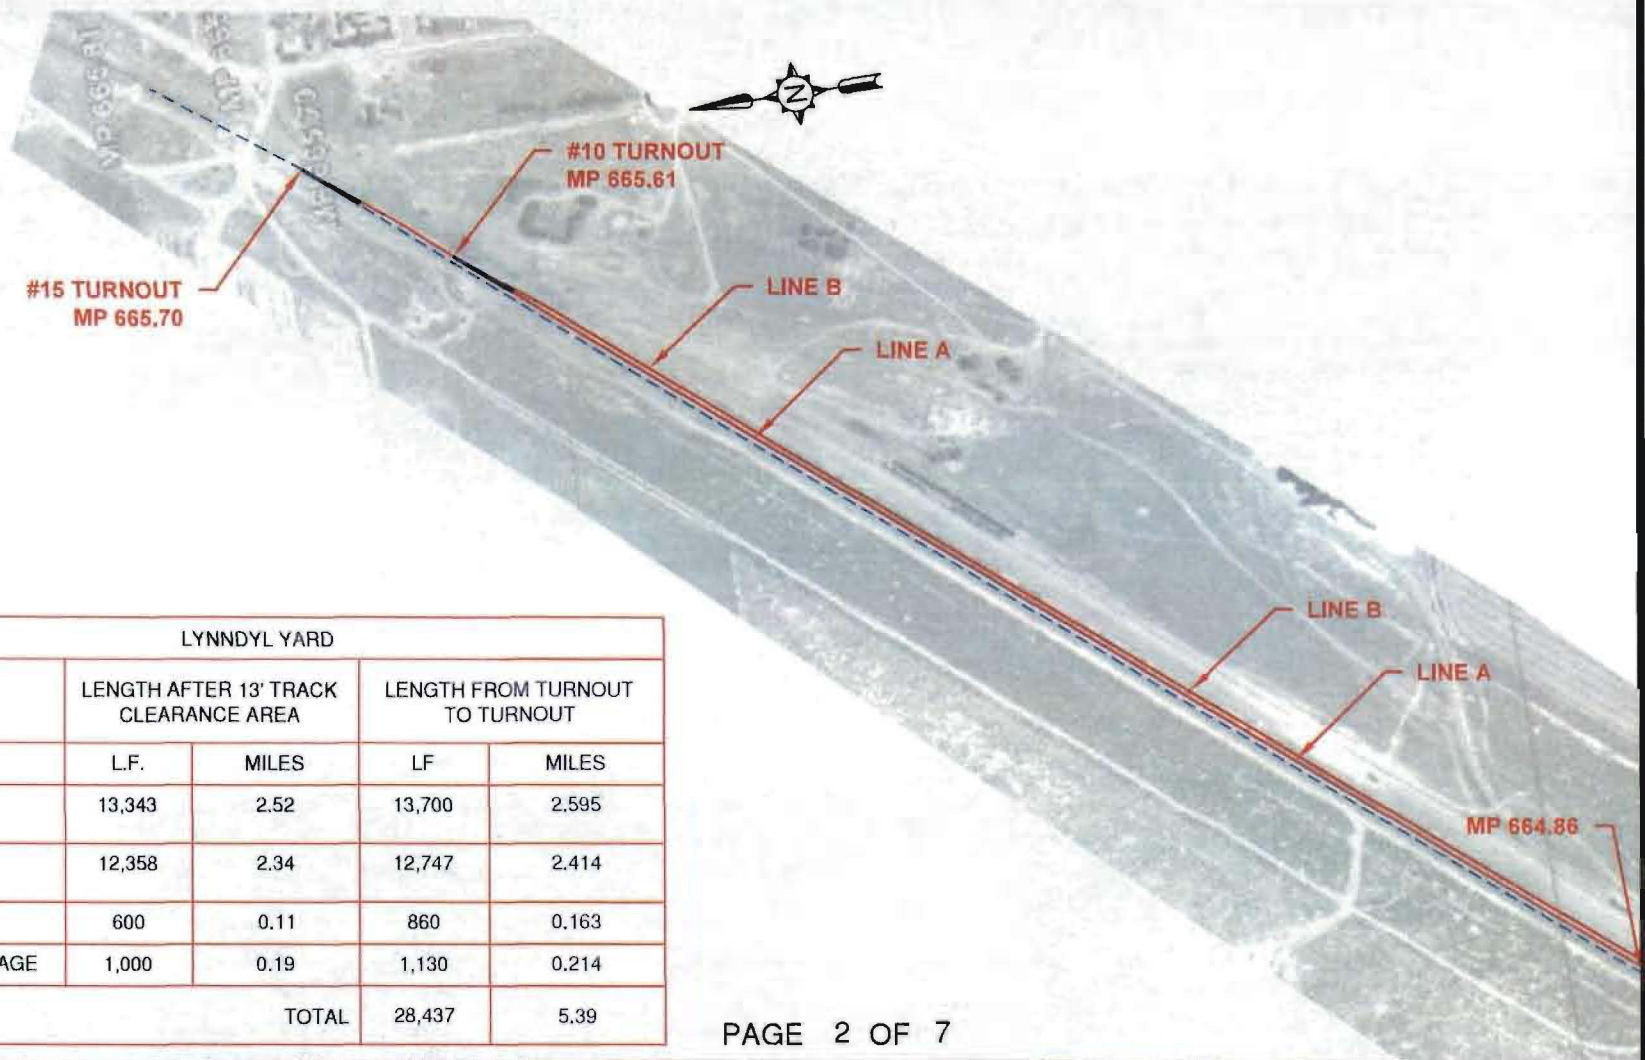 N
#10 TURNOUT
MP 665.61
#15 TURNOUT
MP 665.70
LINE B
LINE A
LINE B
LINE A
MP 664.86
LYNNDYL YARD
LENGTH AFTER 13' TRACK
CLEARANCE AREA
LENGTH FROM TURNOUT
TO TURNOUT
L.F. MILES LF MILES
13,343 2.52 13,700 2.595
12,358 2.34 12,747 2.414
600 0.11 860 0.163
AGE 1,000 0.19 1,130 0.214
TOTAL 28,437 5.39
PAGE 2 OF 7